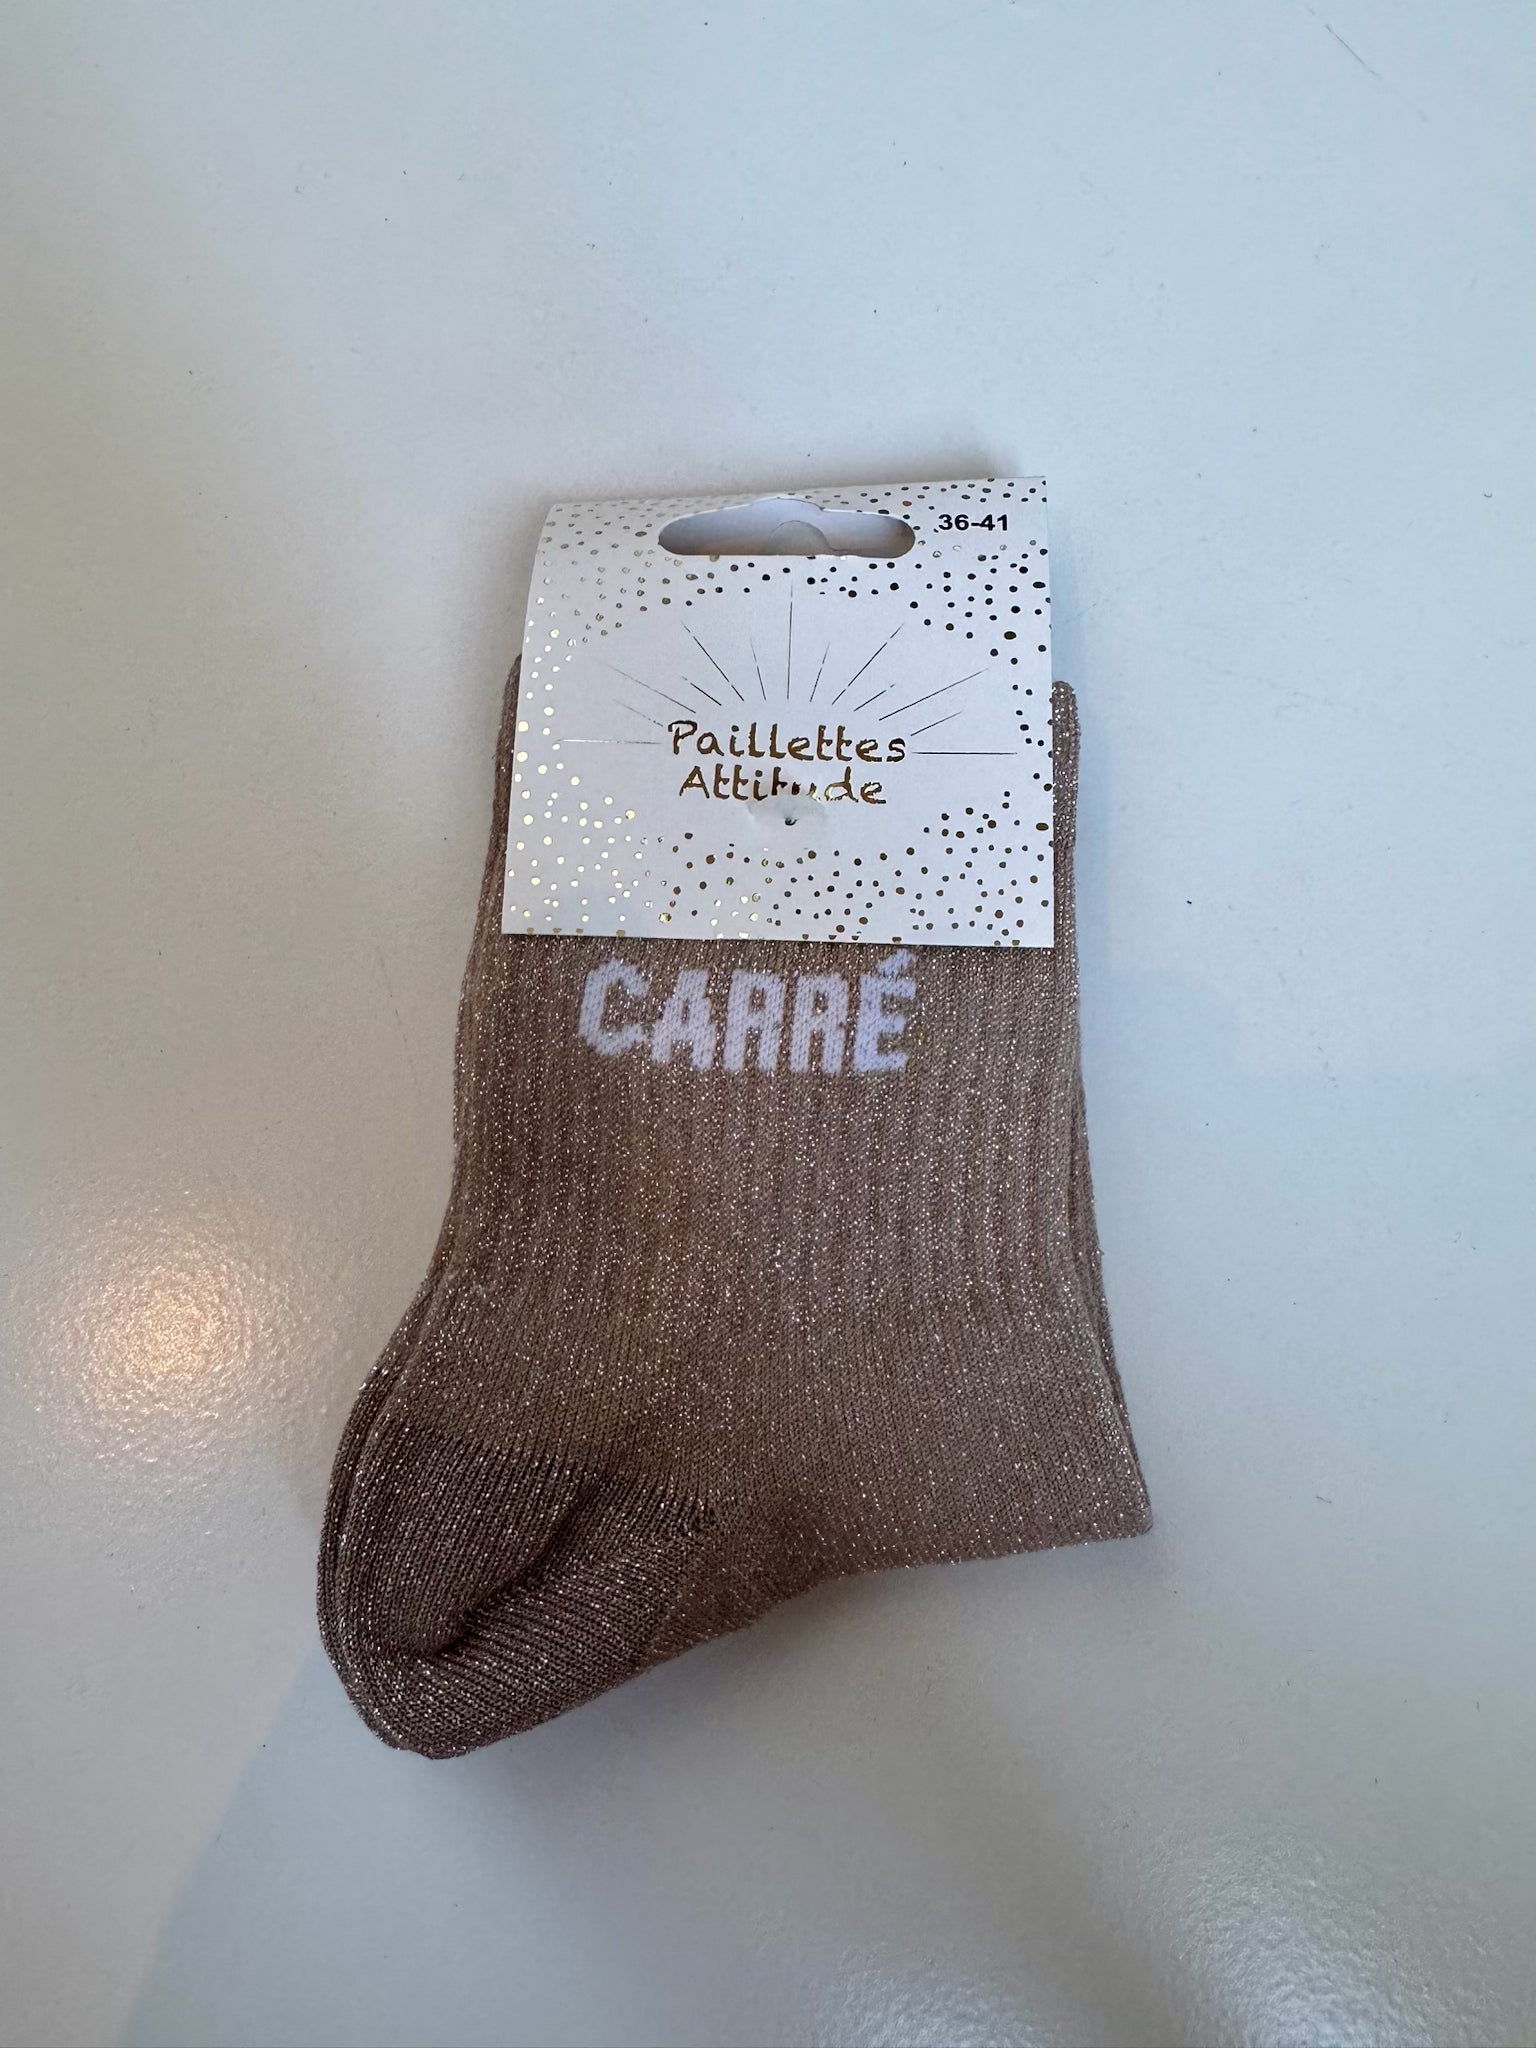 36-41
Paillettes
Attitude
CARRÉ